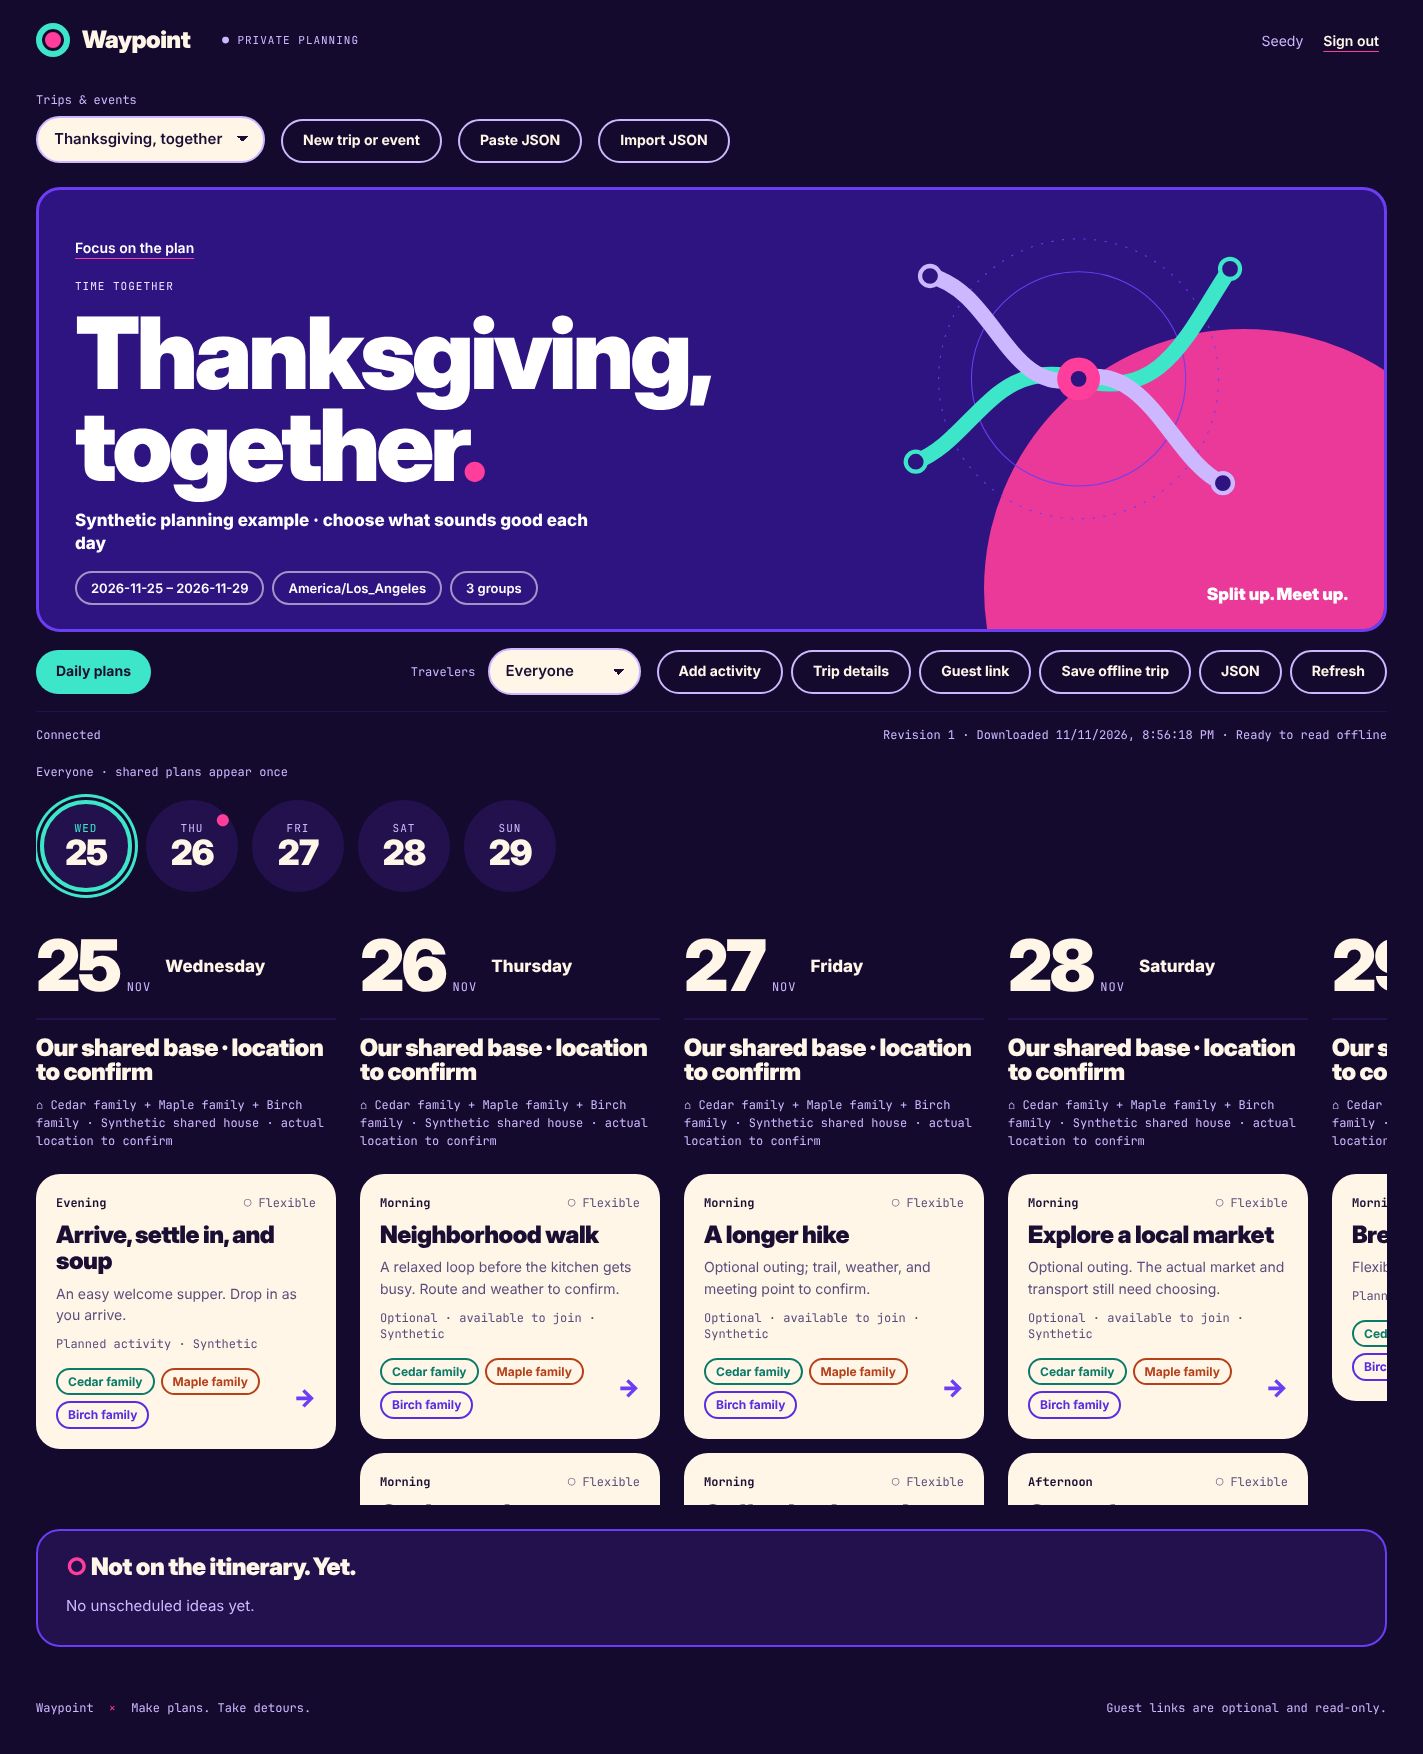 Waypoint
PRIVATE PLANNING
Seedy
Sign out
Trips & events
Thanksgiving, together
New trip or event
Paste JSON
Import JSON
Focus on the plan
TIME TOGETHER
Thanksgiving,
together.
Synthetic planning example · choose what sounds good each
day
2026-11-25 – 2026-11-29
America/Los_Angeles
3 groups
Split up. Meet up.
Daily plans
Travelers
Everyone
Add activity
Trip details
Guest link
Save offline trip
JSON
Refresh
Connected
Revision 1 · Downloaded 11/11/2026, 8:56:18 PM · Ready to read offline
Everyone · shared plans appear once
WED
25
THU
26
FRI
27
SAT
28
SUN
29
25 NOV Wednesday
Our shared base · location
to confirm
⌂ Cedar family + Maple family + Birch
family · Synthetic shared house · actual
location to confirm
Evening
○ Flexible
Arrive, settle in, and
soup
An easy welcome supper. Drop in as
you arrive.
Planned activity · Synthetic
Cedar family
Maple family
Birch family
→
26 NOV Thursday
Our shared base · location
to confirm
⌂ Cedar family + Maple family + Birch
family · Synthetic shared house · actual
location to confirm
Morning
○ Flexible
Neighborhood walk
A relaxed loop before the kitchen gets
busy. Route and weather to confirm.
Optional · available to join ·
Synthetic
Cedar family
Maple family
Birch family
→
Morning
○ Flexible
27 NOV Friday
Our shared base · location
to confirm
⌂ Cedar family + Maple family + Birch
family · Synthetic shared house · actual
location to confirm
Morning
○ Flexible
A longer hike
Optional outing; trail, weather, and
meeting point to confirm.
Optional · available to join ·
Synthetic
Cedar family
Maple family
Birch family
→
Morning
○ Flexible
28 NOV Saturday
Our shared base · location
to confirm
⌂ Cedar family + Maple family + Birch
family · Synthetic shared house · actual
location to confirm
Morning
○ Flexible
Explore a local market
Optional outing. The actual market and
transport still need choosing.
Optional · available to join ·
Synthetic
Cedar family
Maple family
Birch family
→
Afternoon
○ Flexible
29
Our
to
⌂ Cedar
family ·
Not on the itinerary. Yet.
No unscheduled ideas yet.
Waypoint × Make plans. Take detours.
Guest links are optional and read-only.